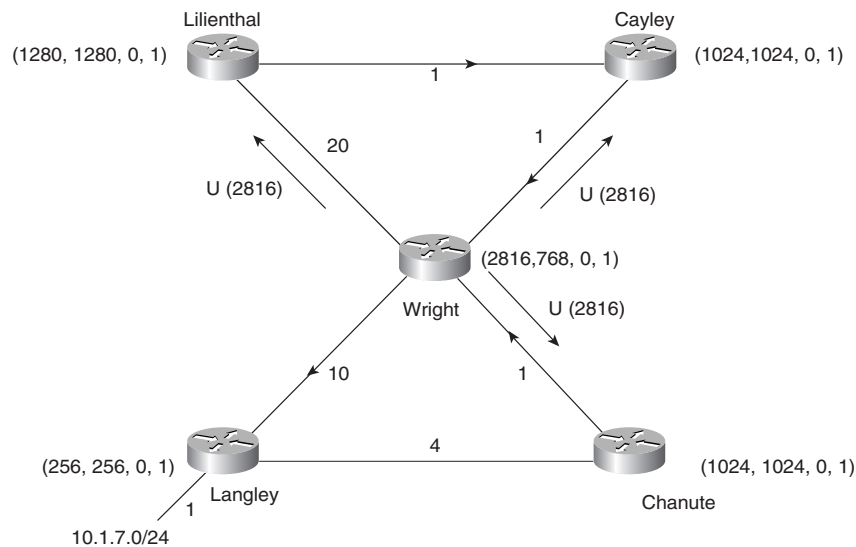 Lilienthal
Cayley
(1280, 1280, 0, 1)
(1024,1024, 0, 1)
1
20
1
U (2816)
U (2816)
(2816,768, 0, 1)
Wright
U (2816)
10
1
4
(256, 256, 0, 1)
(1024, 1024, 0, 1)
Langley
Chanute
1
10.1.7.0/24